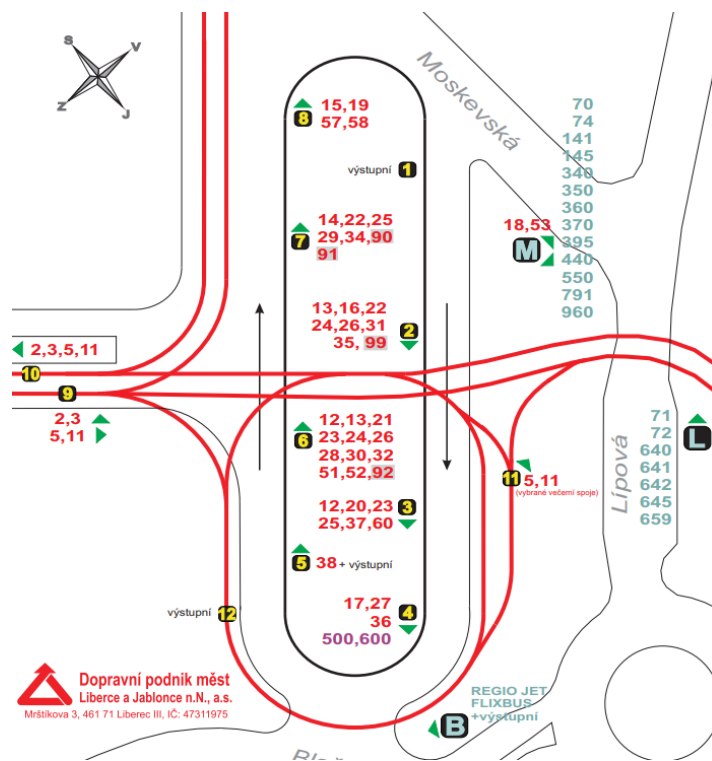 S
V
Z
J
8
15,19
57,58
výstupní 1
Moskevská
70
74
141
145
340
350
360
370
395
440
550
791
960
18,53
M
7
14,22,25
29,34,90
91
13,16,22
24,26,31
35, 99
2
2,3,5,11
10
9
2,3
5,11
6
12,13,21
23,24,26
28,30,32
51,52,92
12,20,23
25,37,60
3
5
38 + výstupní
11
5,11
(vybrané večerní spoje)
Lípová
71
72
640
641
642
645
659
L
výstupní 12
17,27
36
500,600
4
Dopravní podnik měst
Liberce a Jablonce n.N., a.s.
Mrštíkova 3, 461 71 Liberec III, IČ: 47311975
REGIO JET
FLIXBUS
+výstupní
B